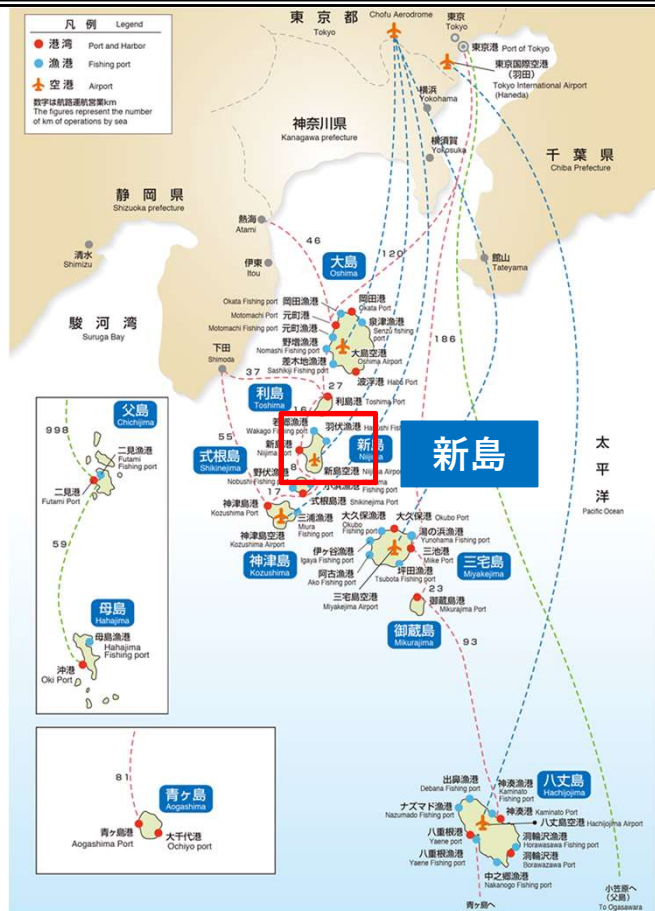 凡 例 Legend
港湾 Port and Harbor
漁港 Fishing port
空港 Airport
数字は航路運航営業km
The figures represent the number
of km of operations by sea
東京都
Tokyo
Chofu Aerodrome
東京
Tokyo
東京港 Port of Tokyo
東京国際空港
(羽田)
Tokyo International Airport
(Haneda)
横浜
Yokohama
神奈川県
Kanagawa prefecture
横須賀
Yokosuka
千葉県
Chiba Prefecture
静岡県
Shizuoka prefecture
熱海
Atami
清水
Shimizu
伊東
Itou
館山
Tateyama
46
120
186
大島
Oshima
駿河湾
Suruga Bay
岡田漁港
Okata Fishing port
岡田港
Okata Port
元町港
Motomachi Port
元町漁港
Motomachi Fishing port
泉津漁港
Senzu fishing
port
野増漁港
Nomashi Fishing port
大島空港
Oshima Airport
差木地漁港
Sashikiji Fishing port
波浮港 Habu Port
下田
Shimoda
37
27
利島
Toshima
利島港 Toshima Port
16
若郷漁港
Wakago Fishing port
羽伏漁港
新島港
Niijima Port
新島
Niijima
新島
55
式根島
Shikinejima
8
新島空港
野伏漁港
Nobushi Fishing port
17
式根島港 Shikinejima Port
神津島港
Kozushima Port
三浦漁港
Miura
Fishing port
神津島空港
Kozushima Airport
神津島
Kozushima
大久保漁港
Okubo
Fishing port
大久保港 Okubo Port
湯の浜漁港
Yunohama Fishing port
伊ヶ谷漁港
Igaya Fishing port
三池港
Miike Port
阿古漁港
Ako Fishing port
坪田漁港
Tsubota Fishing port
三宅島空港
Miyakejima Airport
三宅島
Miyakejima
23
御蔵島港
Mikurajima Port
御蔵島
Mikurajima
93
太平洋
Pacific Ocean
父島
Chichijima
998
二見漁港
Futami
Fishing port
二見港
Futami Port
59
母島
Hahajima
母島漁港
Hahajima
Fishing port
沖港
Oki Port
81
青ヶ島
Aogashima
青ヶ島港
Aogashima Port
大千代港
Ochiyo port
八丈島
Hachijojima
出鼻漁港
Debana Fishing port
神湊漁港
Kaminato
Fishing port
ナズマド漁港
Nazumado Fishing port
神湊港 Kaminato Port
八丈島空港 Hachijojima Airport
八重根港
Yaene port
洞輪沢漁港
Horawasawa Fishing port
八重根漁港
Yaene Fishing port
洞輪沢港
Borawazawa Port
中之郷漁港
Nakanogo Fishing port
青ヶ島へ
小笠原へ
(父島)
To Ogasawara